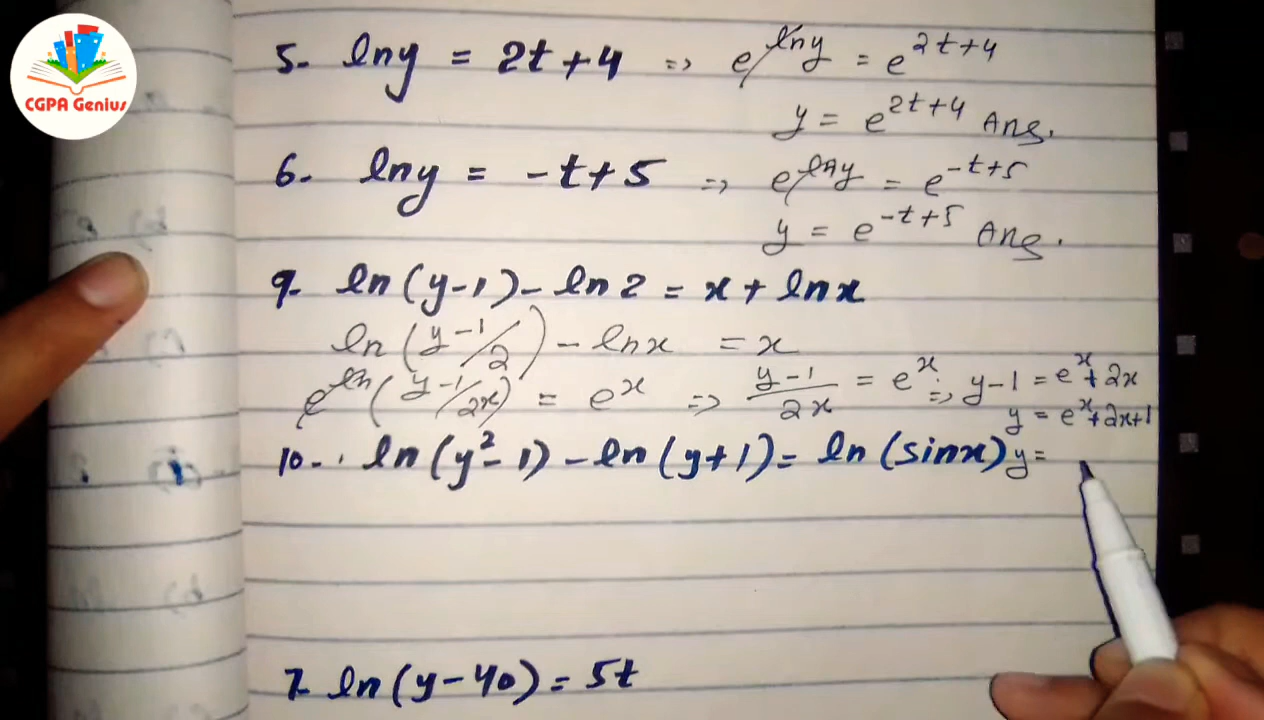 CGPA Genius
5. lny = 2t+4 => e^lny = e^2t+4
y = e^2t+4 Ans.
6. lny = -t+5 => e^lny = e^-t+5
y = e^-t+5 Ans.
9. ln(y-1) - ln2 = x + lnx
ln(y-1/2) - lnx = x
e^ln(y-1/2x) = e^x => y-1/2x = e^x => y-1 = e^x+2x
y = e^x+2x+1
10. ln(y²-1) - ln(y+1) = ln(sinx) y =
7. ln(y-40) = 5t